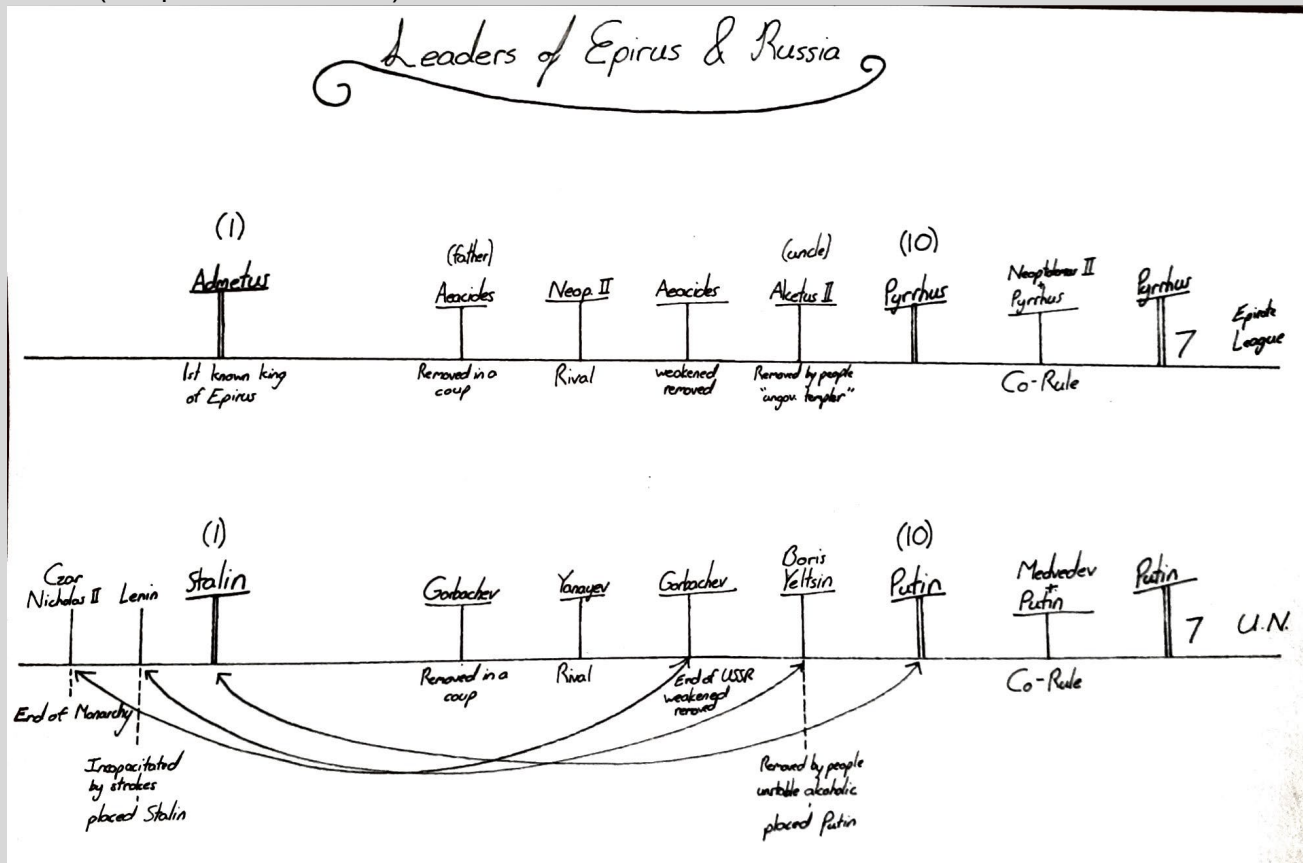 Leaders of Epirus & Russia
(1)
Admetus
1st known king
of Epirus
(father)
Aeacides
Removed in a
coup
Neop. II
Rival
Aeacides
weakened
removed
(uncle)
Alcetus II
Removed by people
"ungov. temper"
(10)
Pyrrhus
Neoptolemus II
+
Pyrrhus
Co-Rule
Pyrrhus
7
Epirote
League
Czar
Nicholas II
End of Monarchy
Lenin
Incapacitated
by strokes
placed Stalin
(1)
Stalin
Gorbachev
Removed in a
coup
Yanayev
Rival
Gorbachev
End of USSR
weakened
removed
Boris
Yeltsin
Removed by people
unstable alcoholic
placed Putin
(10)
Putin
Medvedev
+
Putin
Co-Rule
Putin
7
U.N.